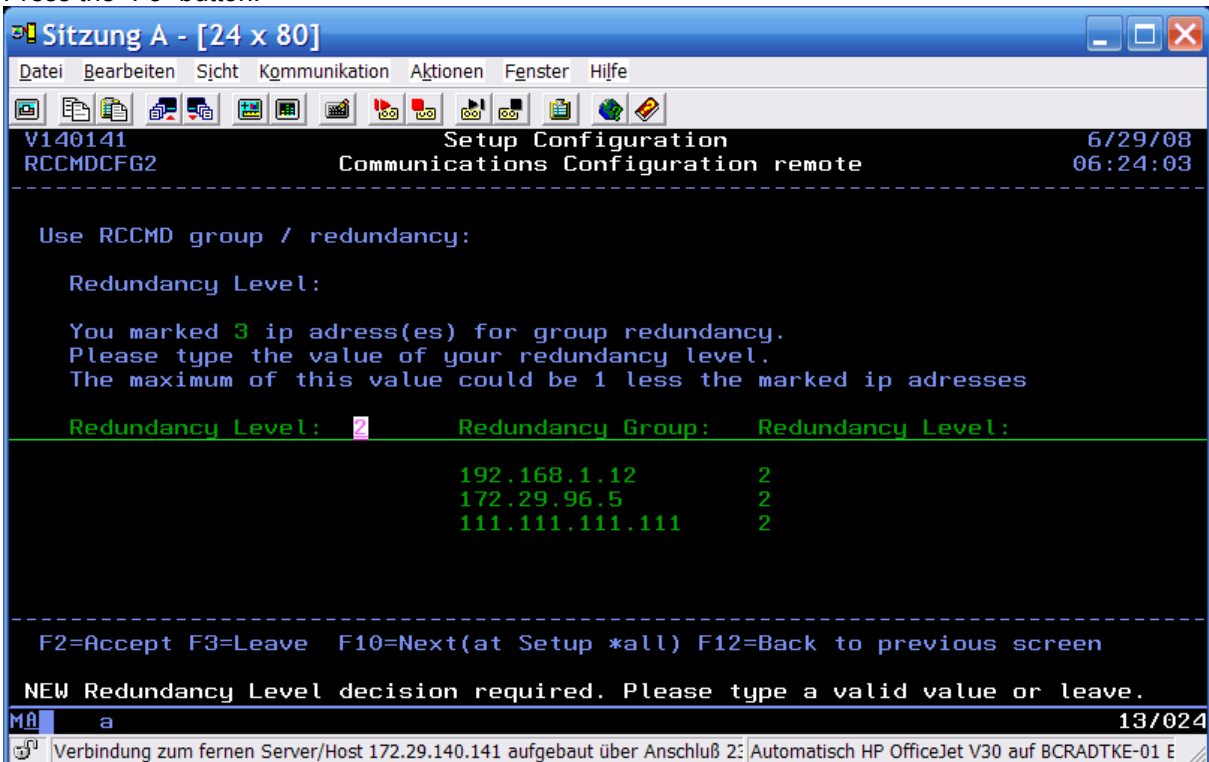 Sitzung A - [24 x 80]
Datei Bearbeiten Sicht Kommunikation Aktionen Fenster Hilfe
V140141 Setup Configuration 6/29/08
RCCMDCFG2 Communications Configuration remote 06:24:03
Use RCCMD group / redundancy:
Redundancy Level:
You marked 3 ip adress(es) for group redundancy.
Please type the value of your redundancy level.
The maximum of this value could be 1 less the marked ip adresses
Redundancy Level: 2 Redundancy Group: Redundancy Level:
192.168.1.12 2
172.29.96.5 2
111.111.111.111 2
F2=Accept F3=Leave F10=Next(at Setup *all) F12=Back to previous screen
NEW Redundancy Level decision required. Please type a valid value or leave.
MA a 13/024
Verbindung zum fernen Server/Host 172.29.140.141 aufgebaut über Anschluß 23 Automatisch HP OfficeJet V30 auf BCRADTKE-01 E